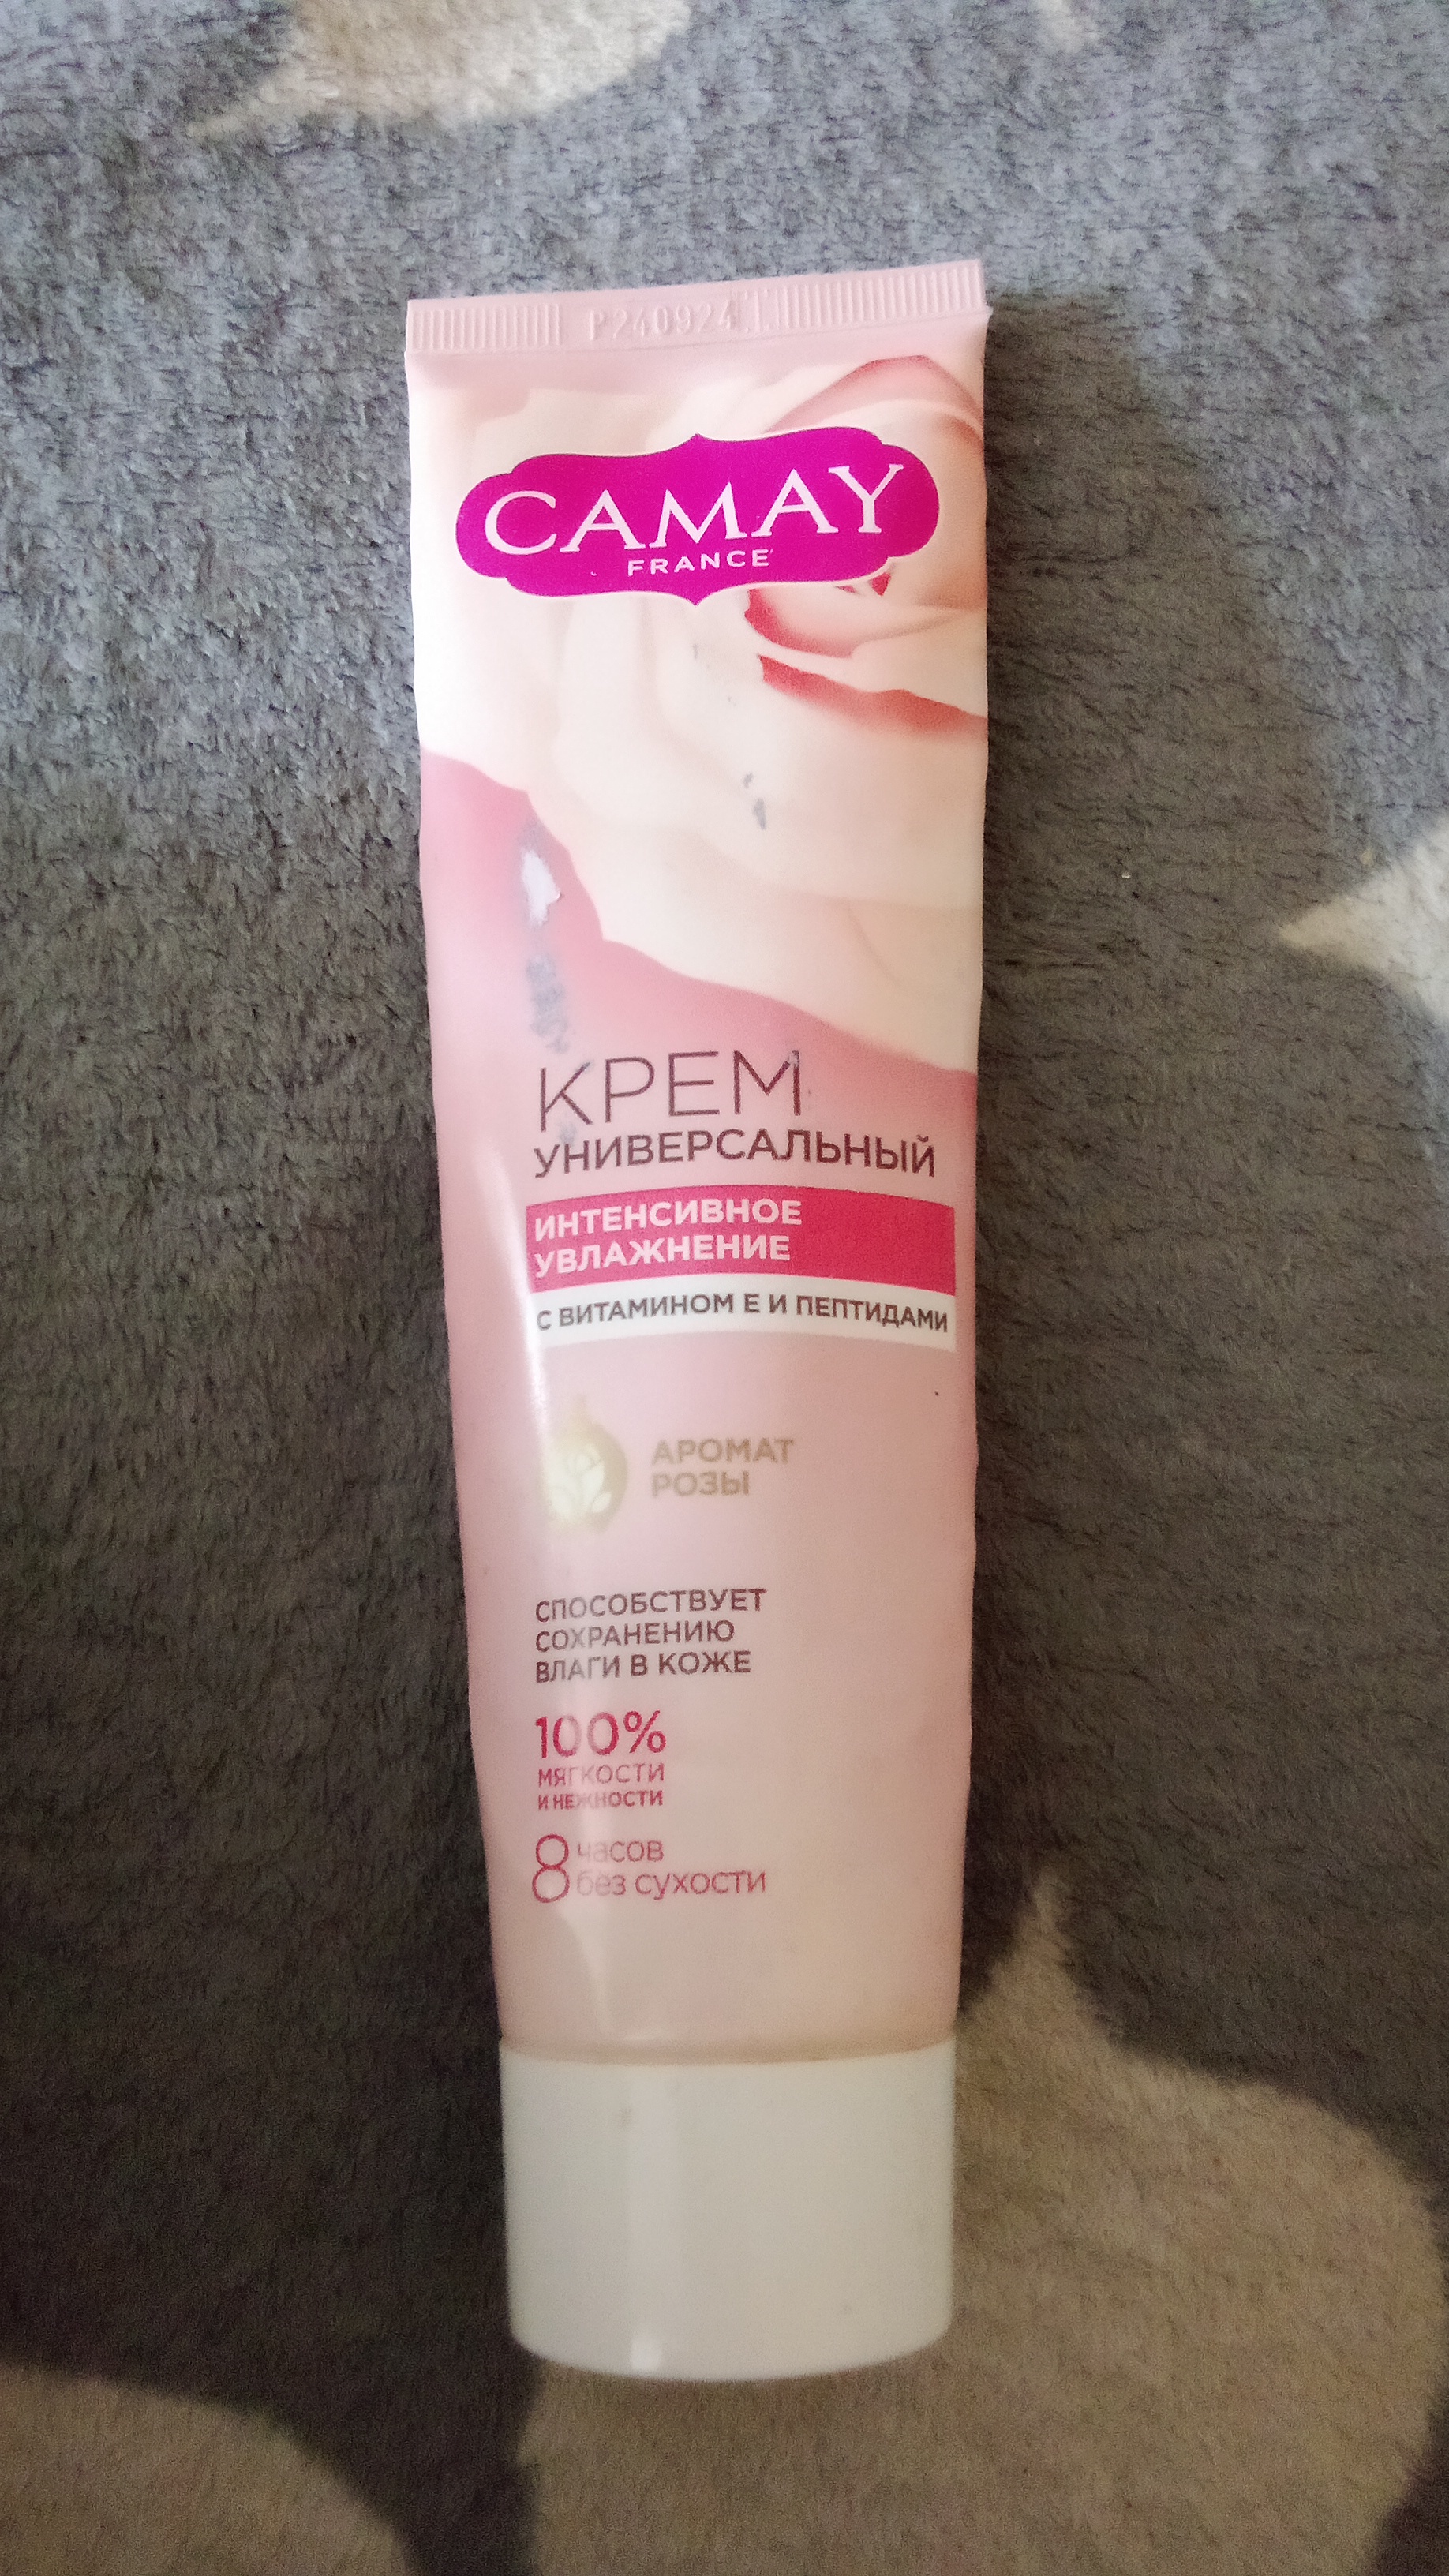 P240924
CAMAY
FRANCE
КРЕМ
УНИВЕРСАЛЬНЫЙ
ИНТЕНСИВНОЕ
УВЛАЖНЕНИЕ
С ВИТАМИНОМ Е И ПЕПТИДАМИ
АРОМАТ
РОЗЫ
СПОСОБСТВУЕТ
СОХРАНЕНИЮ
ВЛАГИ В КОЖЕ
100%
МЯГКОСТИ
И НЕЖНОСТИ
8 часов
без сухости